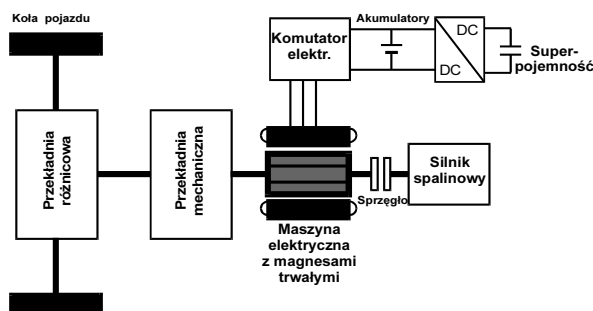 Koła pojazdu
Komutator
elektr.
Akumulatory
DC
DC
Super-
pojemność
Przekładnia
różnicowa
Przekładnia
mechaniczna
Silnik
spalinowy
Sprzęgło
Maszyna
elektryczna
z magnesami
trwałymi